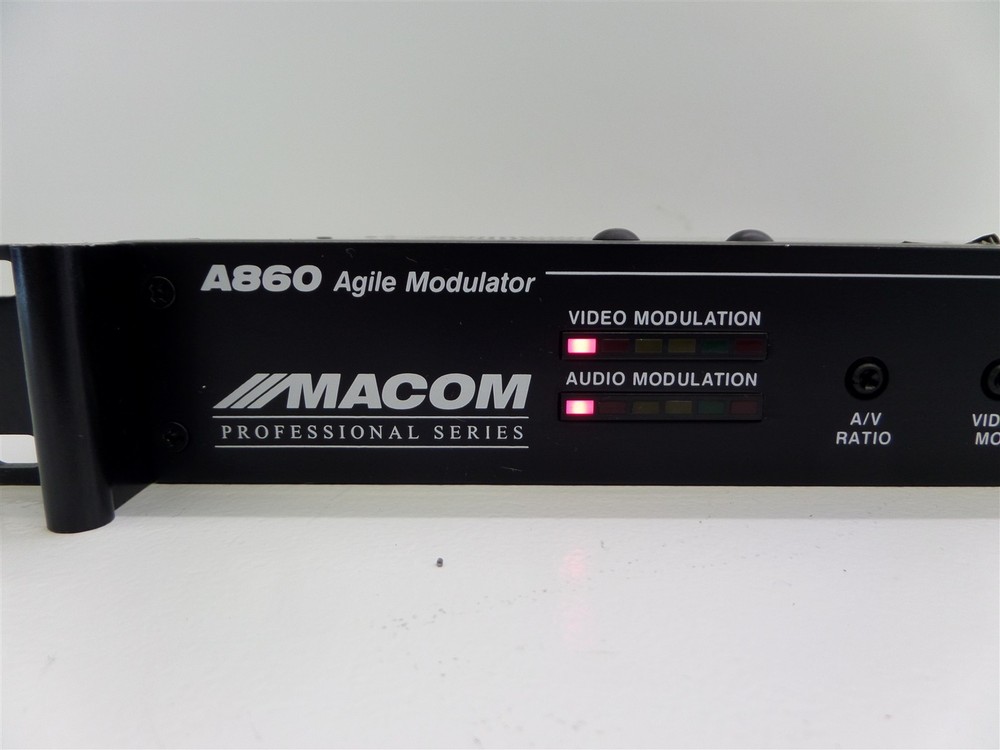 A860 Agile Modulator
VIDEO MODULATION
AUDIO MODULATION
MACOM
PROFESSIONAL SERIES
A/V
RATIO